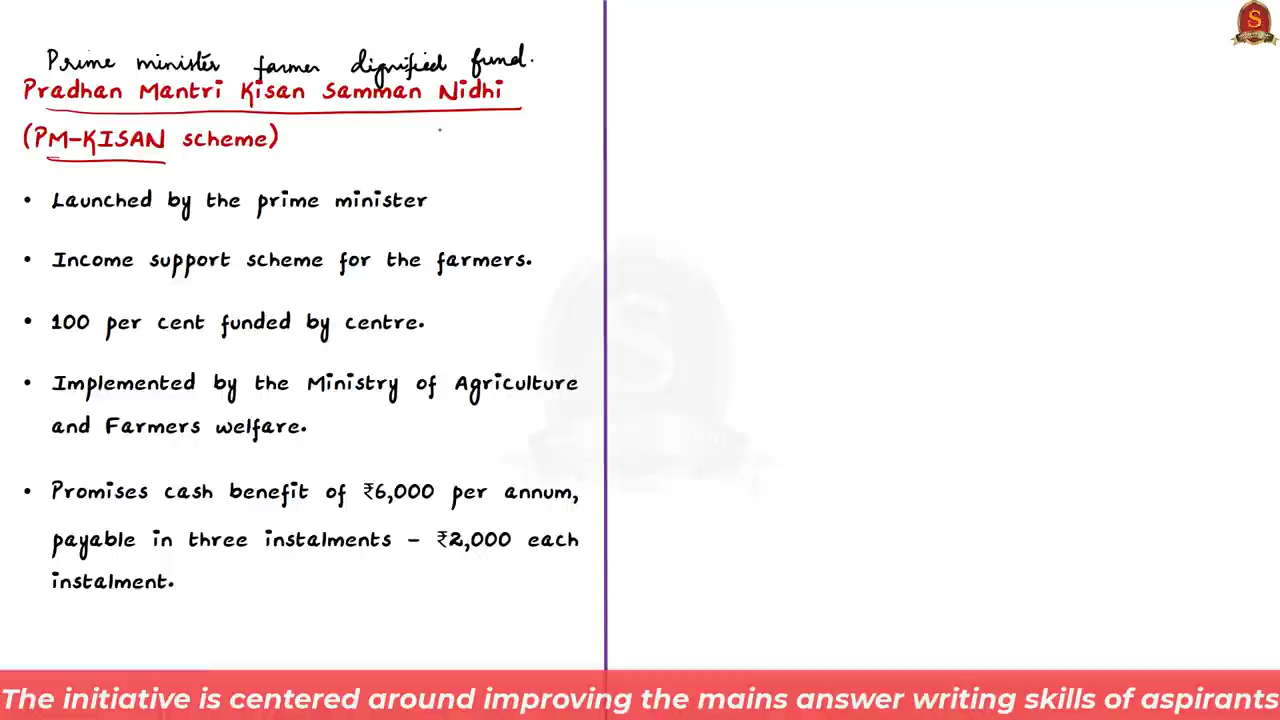 Prime minister farmer dignified fund.
Pradhan Mantri Kisan Samman Nidhi
(PM-KISAN scheme)
• Launched by the prime minister
• Income support scheme for the farmers.
• 100 per cent funded by centre.
• Implemented by the Ministry of Agriculture
and Farmers welfare.
• Promises cash benefit of ₹6,000 per annum,
payable in three instalments – ₹2,000 each
instalment.
The initiative is centered around improving the mains answer writing skills of aspirants